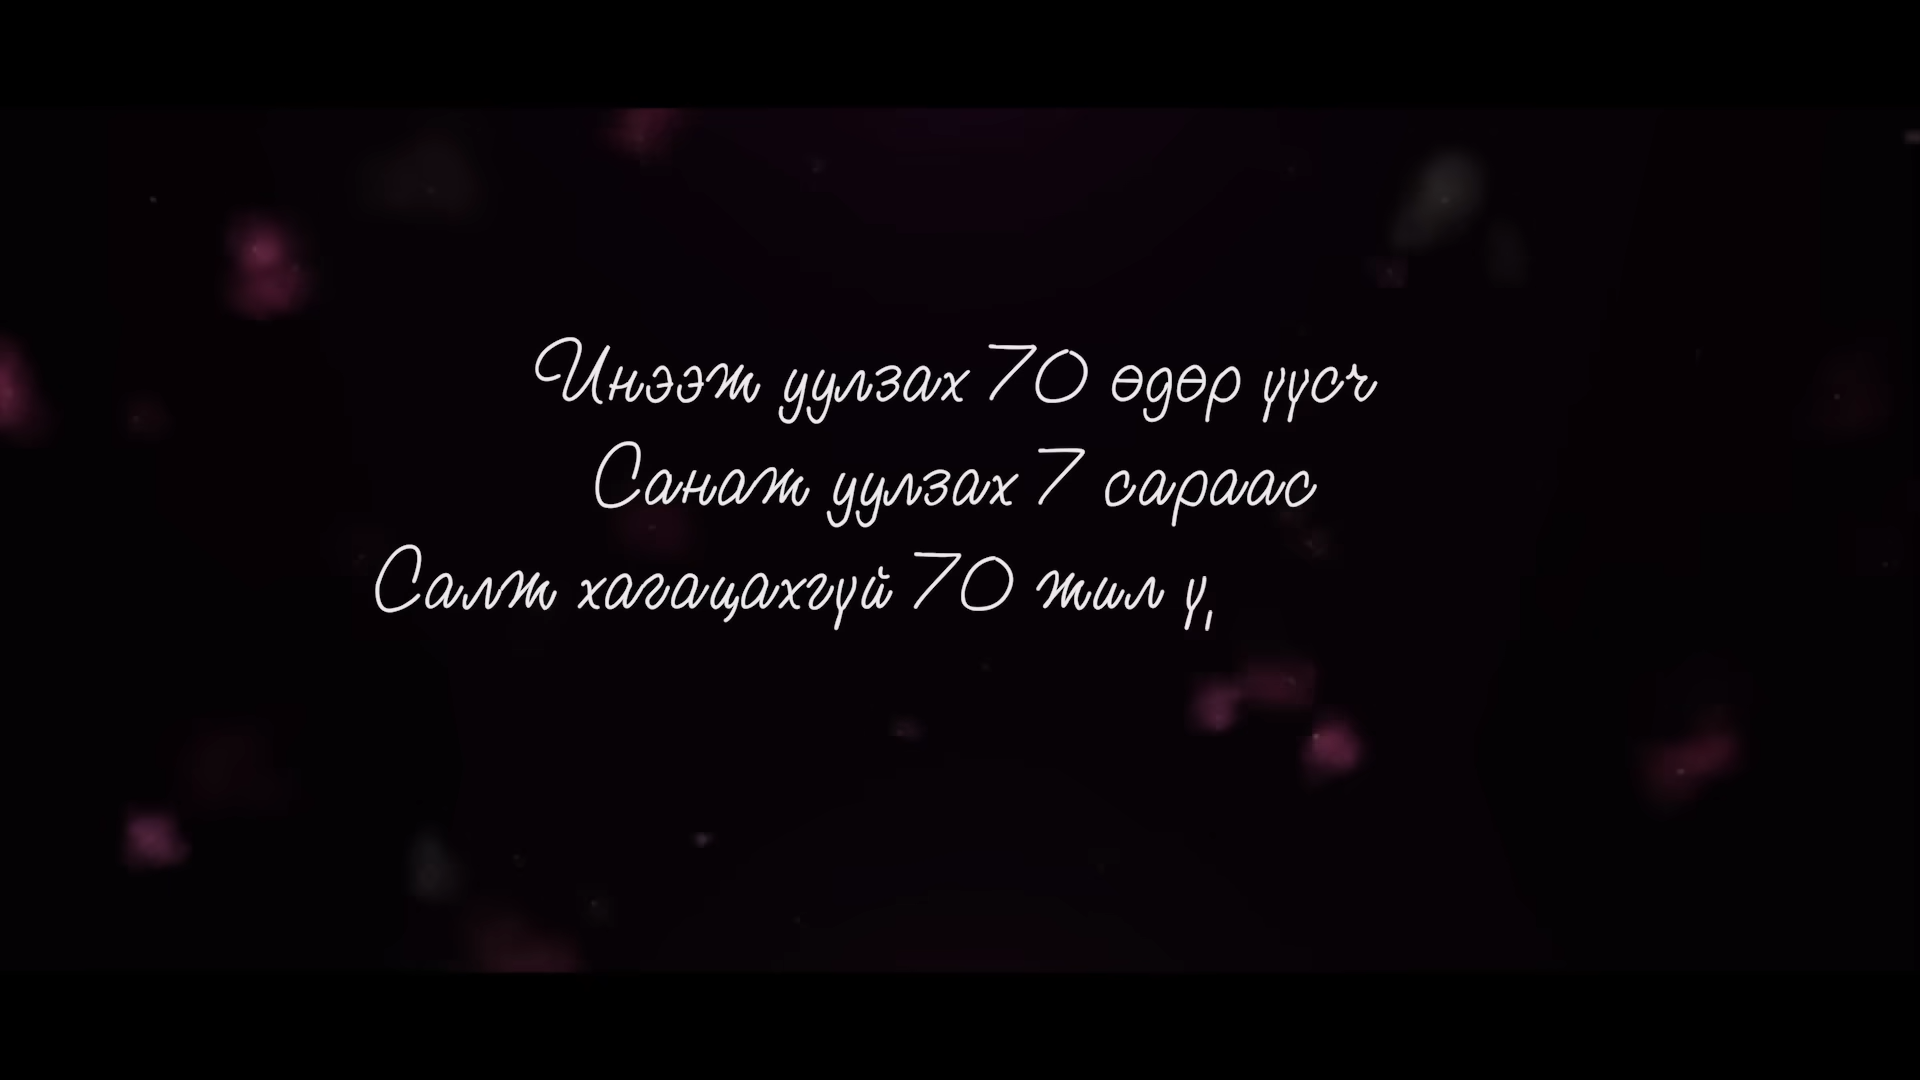 Инээж уулзах 70 өдөр үүсч
Санаж уулзах 7 сараас
Салж хагацахгүй 70 жил ү